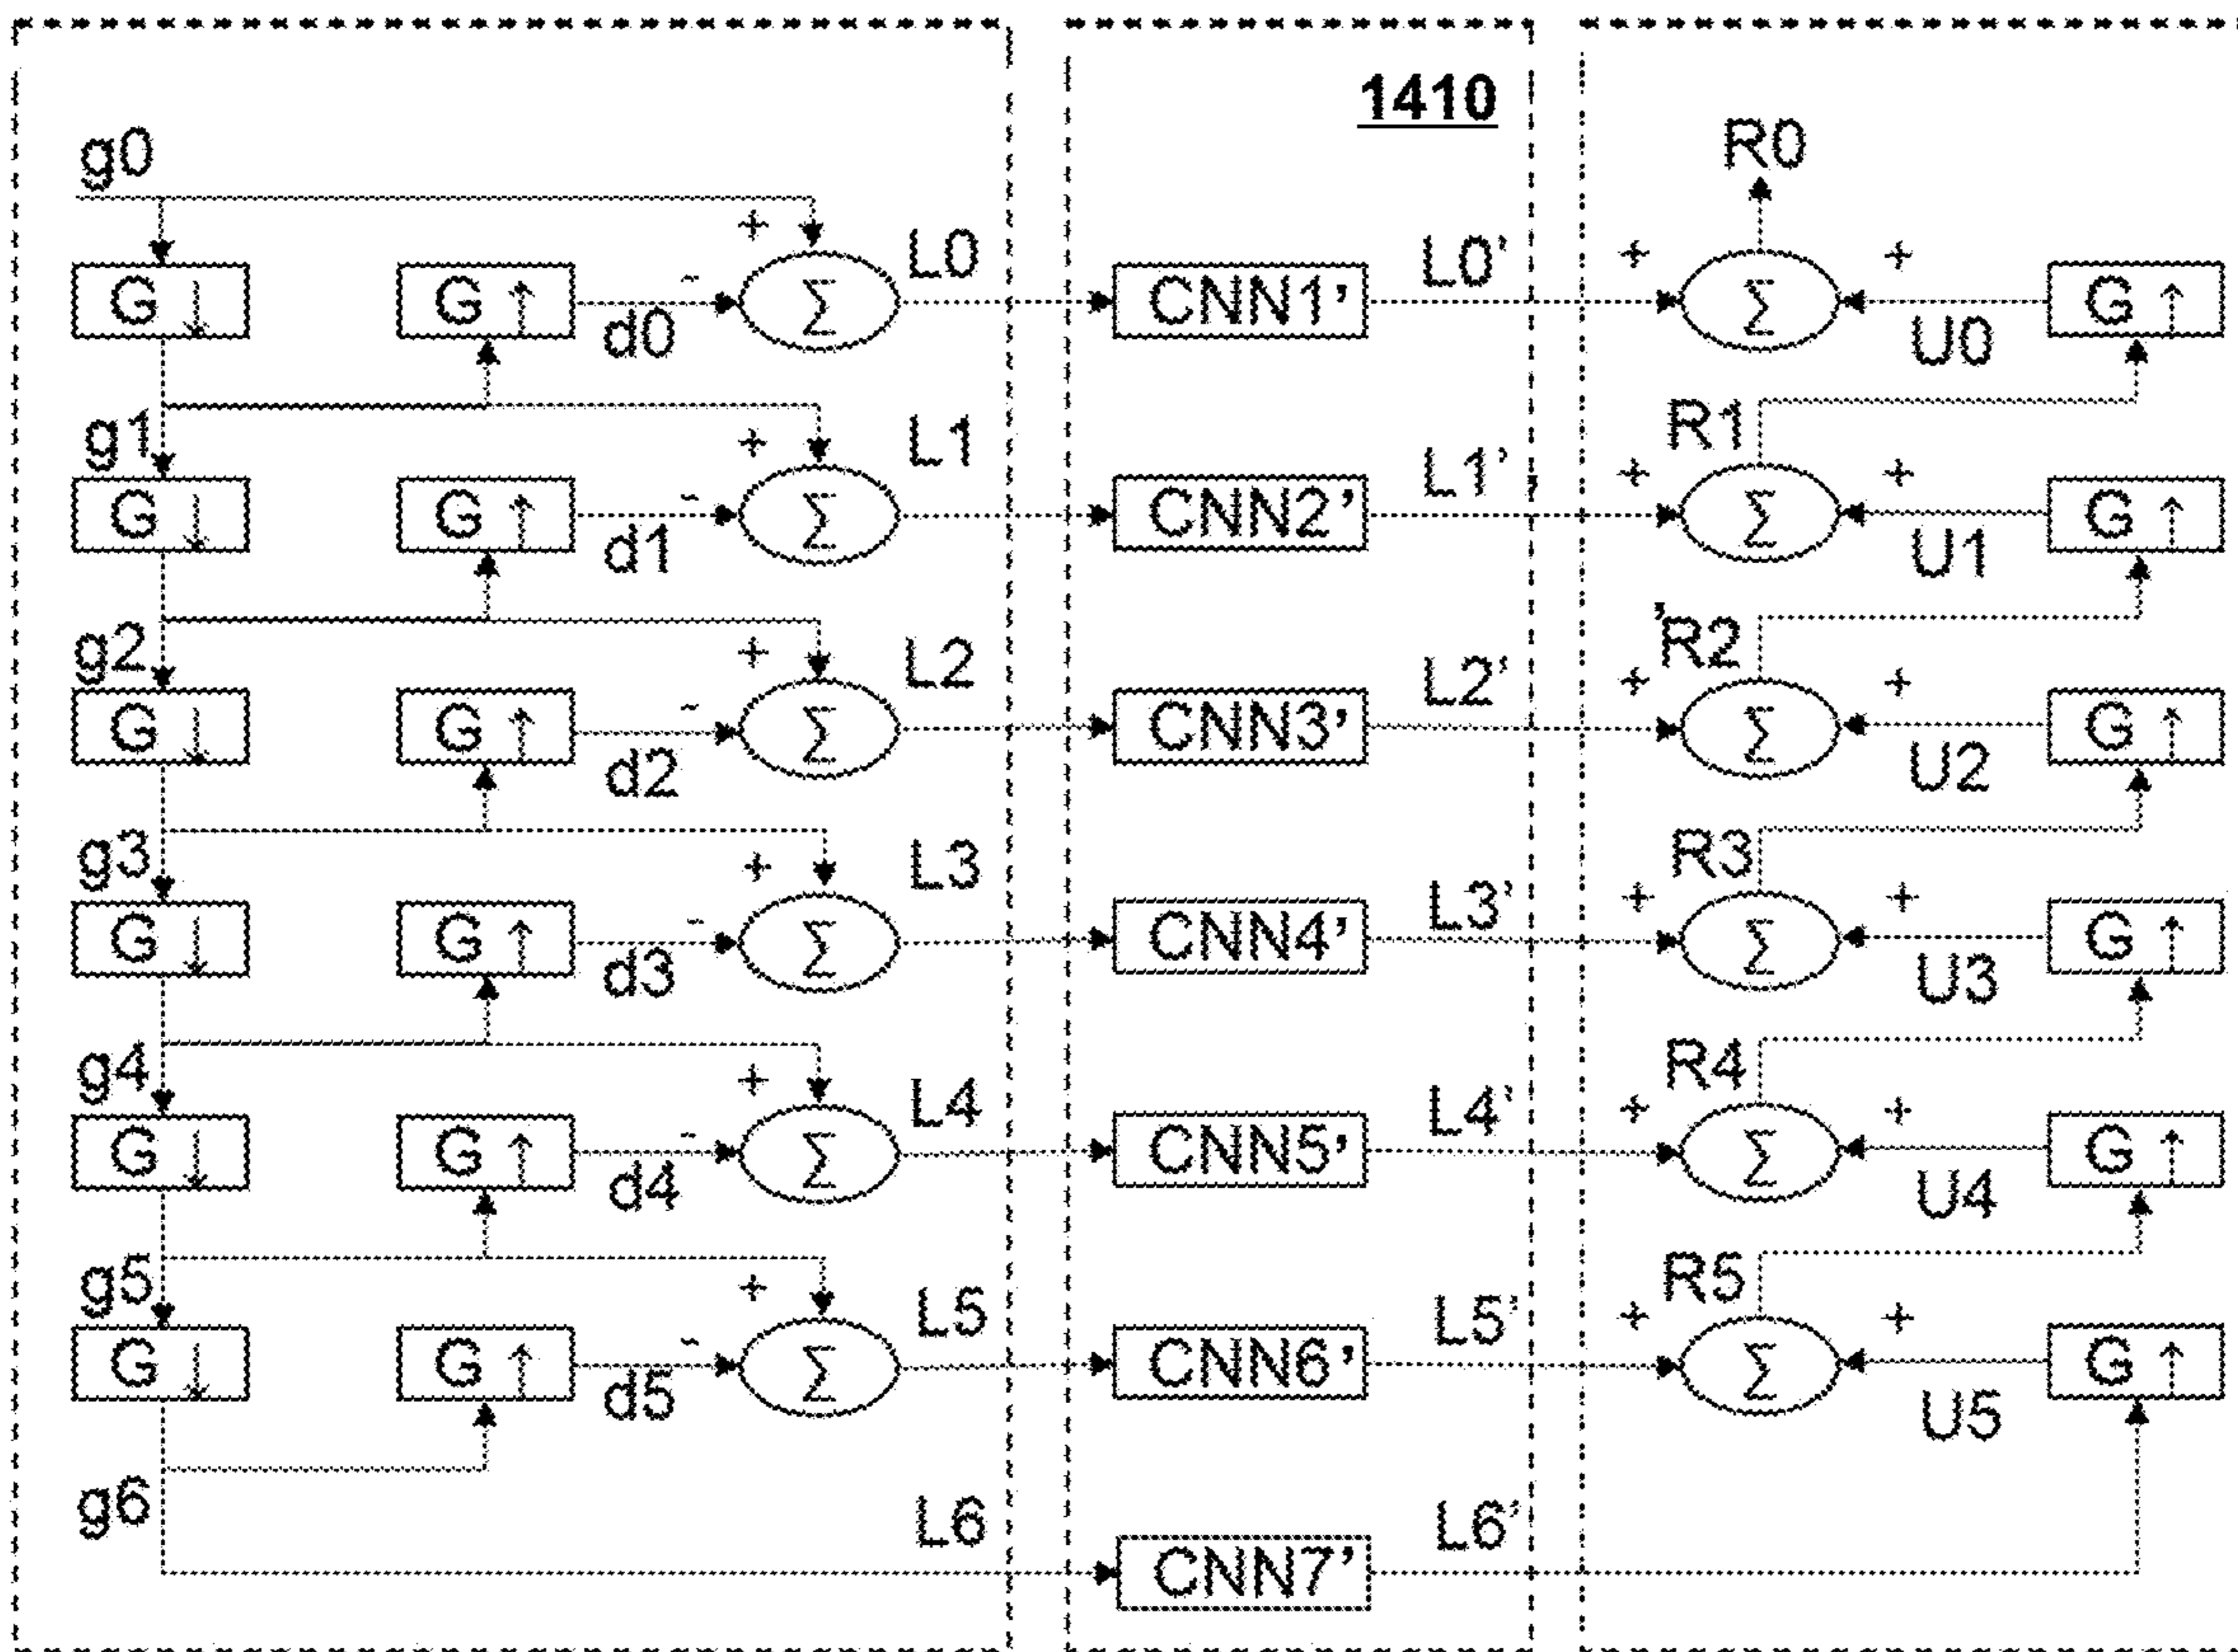 1410
g0
R0
+ L0 L0' + +
G ↓ G ↑ - Σ CNN1' Σ G ↑
d0 U0
g1 + L1 L1' + R1 +
G ↓ G ↑ - Σ CNN2' Σ G ↑
d1 U1
g2 + L2 L2' + 'R2 +
G ↓ G ↑ - Σ CNN3' Σ G ↑
d2 U2
g3 + L3 L3' + R3 +
G ↓ G ↑ - Σ CNN4' Σ G ↑
d3 U3
g4 + L4 L4' + R4 +
G ↓ G ↑ - Σ CNN5' Σ G ↑
d4 U4
g5 + L5 L5' + R5 +
G ↓ G ↑ - Σ CNN6' Σ G ↑
d5 U5
g6 L6 L6'
CNN7'